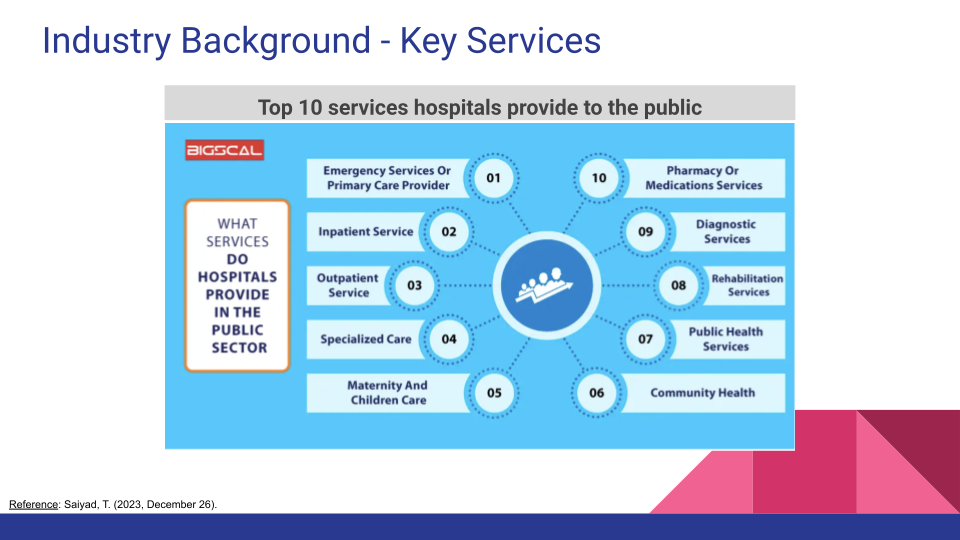 Industry Background - Key Services
Top 10 services hospitals provide to the public
BIGSCAL
WHAT
SERVICES
DO
HOSPITALS
PROVIDE
IN THE
PUBLIC
SECTOR
Emergency Services Or
Primary Care Provider
01
Inpatient Service
02
Outpatient
Service
03
Specialized Care
04
Maternity And
Children Care
05
10
Pharmacy Or
Medications Services
09
Diagnostic
Services
08
Rehabilitation
Services
07
Public Health
Services
06
Community Health
Reference: Saiyad, T. (2023, December 26).